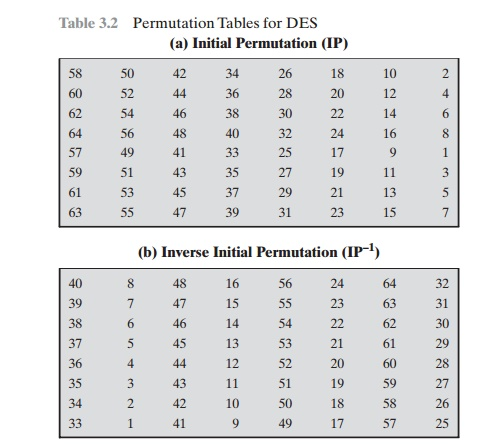 Table 3.2 Permutation Tables for DES
(a) Initial Permutation (IP)
58 50 42 34 26 18 10 2
60 52 44 36 28 20 12 4
62 54 46 38 30 22 14 6
64 56 48 40 32 24 16 8
57 49 41 33 25 17 9 1
59 51 43 35 27 19 11 3
61 53 45 37 29 21 13 5
63 55 47 39 31 23 15 7
(b) Inverse Initial Permutation (IP⁻¹)
40 8 48 16 56 24 64 32
39 7 47 15 55 23 63 31
38 6 46 14 54 22 62 30
37 5 45 13 53 21 61 29
36 4 44 12 52 20 60 28
35 3 43 11 51 19 59 27
34 2 42 10 50 18 58 26
33 1 41 9 49 17 57 25